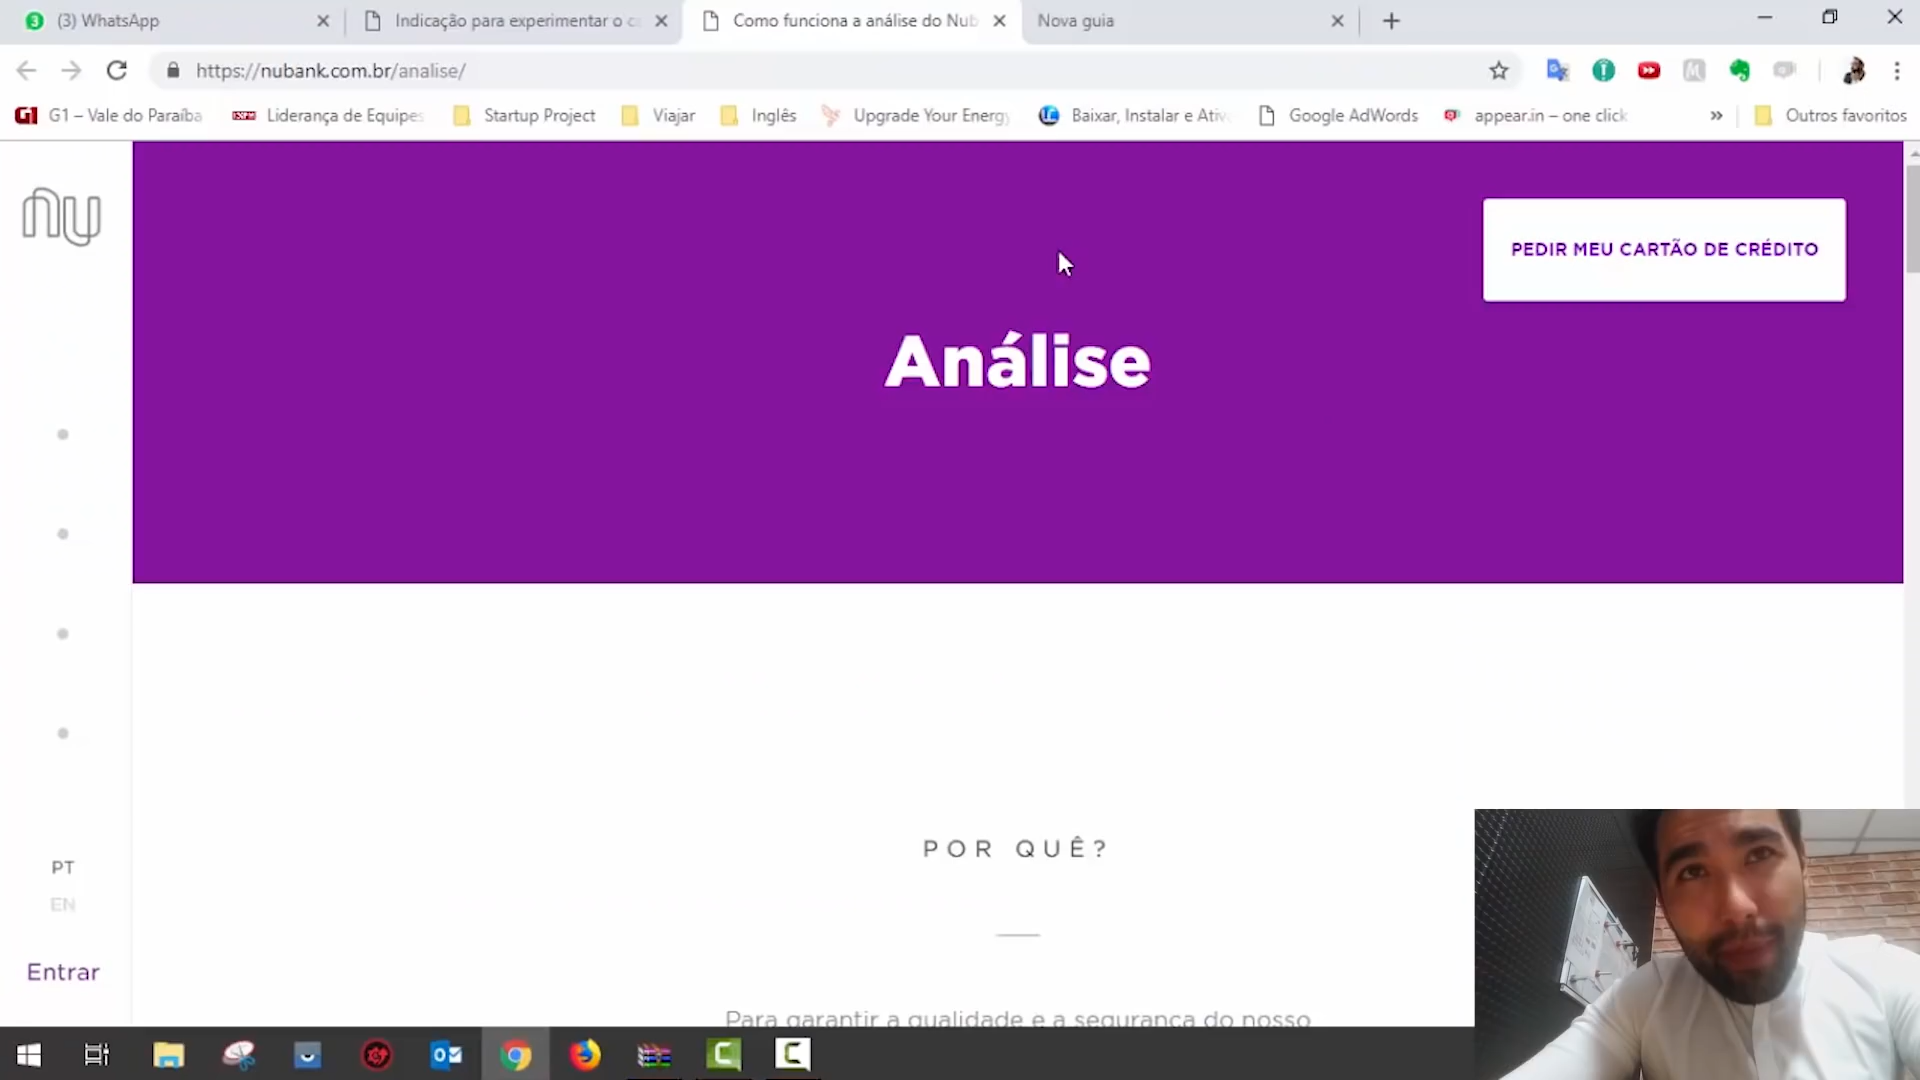 3
(3) WhatsApp
Indicação para experimentar o c
Como funciona a análise do Nub
Nova guia
https://nubank.com.br/analise/
G1 – Vale do Paraíba
Liderança de Equipes
Startup Project
Viajar
Inglês
Upgrade Your Energy
Baixar, Instalar e Ativ
Google AdWords
appear.in – one click
»
Outros favoritos
nu
PEDIR MEU CARTÃO DE CRÉDITO
Análise
POR QUÊ?
PT
EN
Entrar
Para garantir a qualidade e a segurança do nosso